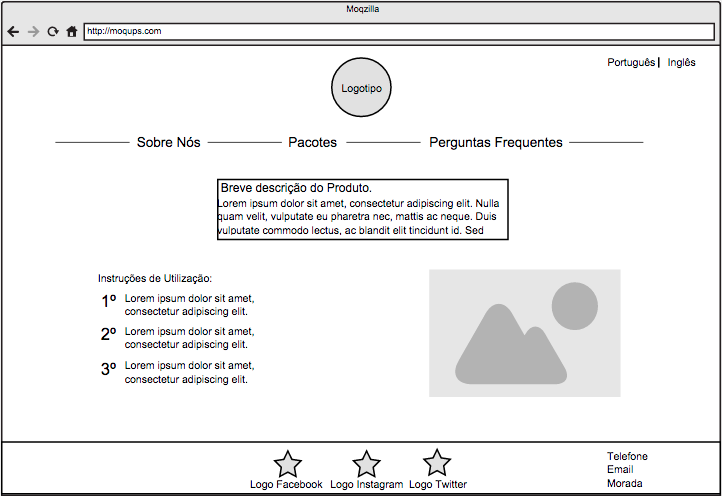 Moqzilla
http://moqups.com
Português | Inglês
Logotipo
Sobre Nós
Pacotes
Perguntas Frequentes
Breve descrição do Produto.
Lorem ipsum dolor sit amet, consectetur adipiscing elit. Nulla
quam velit, vulputate eu pharetra nec, mattis ac neque. Duis
vulputate commodo lectus, ac blandit elit tincidunt id. Sed
Instruções de Utilização:
1º Lorem ipsum dolor sit amet,
consectetur adipiscing elit.
2º Lorem ipsum dolor sit amet,
consectetur adipiscing elit.
3º Lorem ipsum dolor sit amet,
consectetur adipiscing elit.
Logo Facebook
Logo Instagram
Logo Twitter
Telefone
Email
Morada